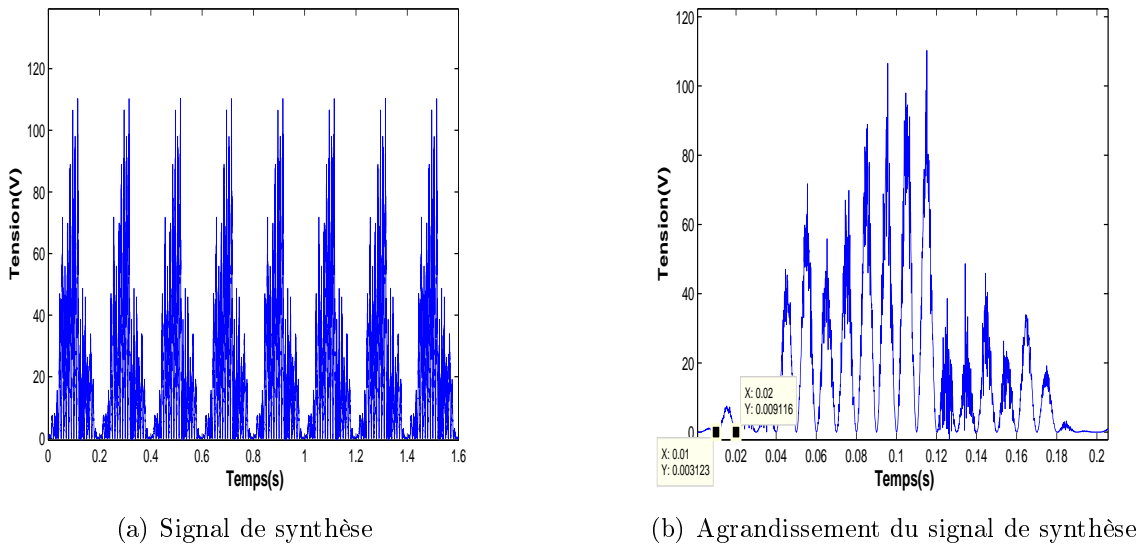 120
100
80
60
40
20
0
Tension(V)
0 0.2 0.4 0.6 0.8 1 1.2 1.4 1.6
Temps(s)
(a) Signal de synthèse
120
100
80
60
40
20
0
Tension(V)
X: 0.02
Y: 0.009116
X: 0.01
Y: 0.003123
0.02 0.04 0.06 0.08 0.1 0.12 0.14 0.16 0.18 0.2
Temps(s)
(b) Agrandissement du signal de synthèse